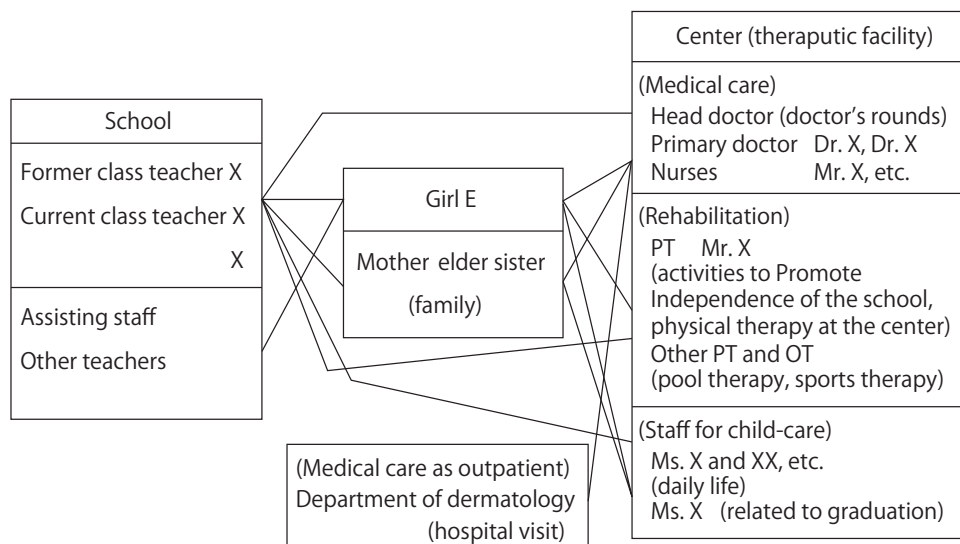 School
Former class teacher X
Current class teacher X
X
Assisting staff
Other teachers
Girl E
Mother elder sister
(family)
(Medical care as outpatient)
Department of dermatology
(hospital visit)
Center (theraputic facility)
(Medical care)
Head doctor (doctor's rounds)
Primary doctor Dr. X, Dr. X
Nurses Mr. X, etc.
(Rehabilitation)
PT Mr. X
(activities to Promote
Independence of the school,
physical therapy at the center)
Other PT and OT
(pool therapy, sports therapy)
(Staff for child-care)
Ms. X and XX, etc.
(daily life)
Ms. X (related to graduation)